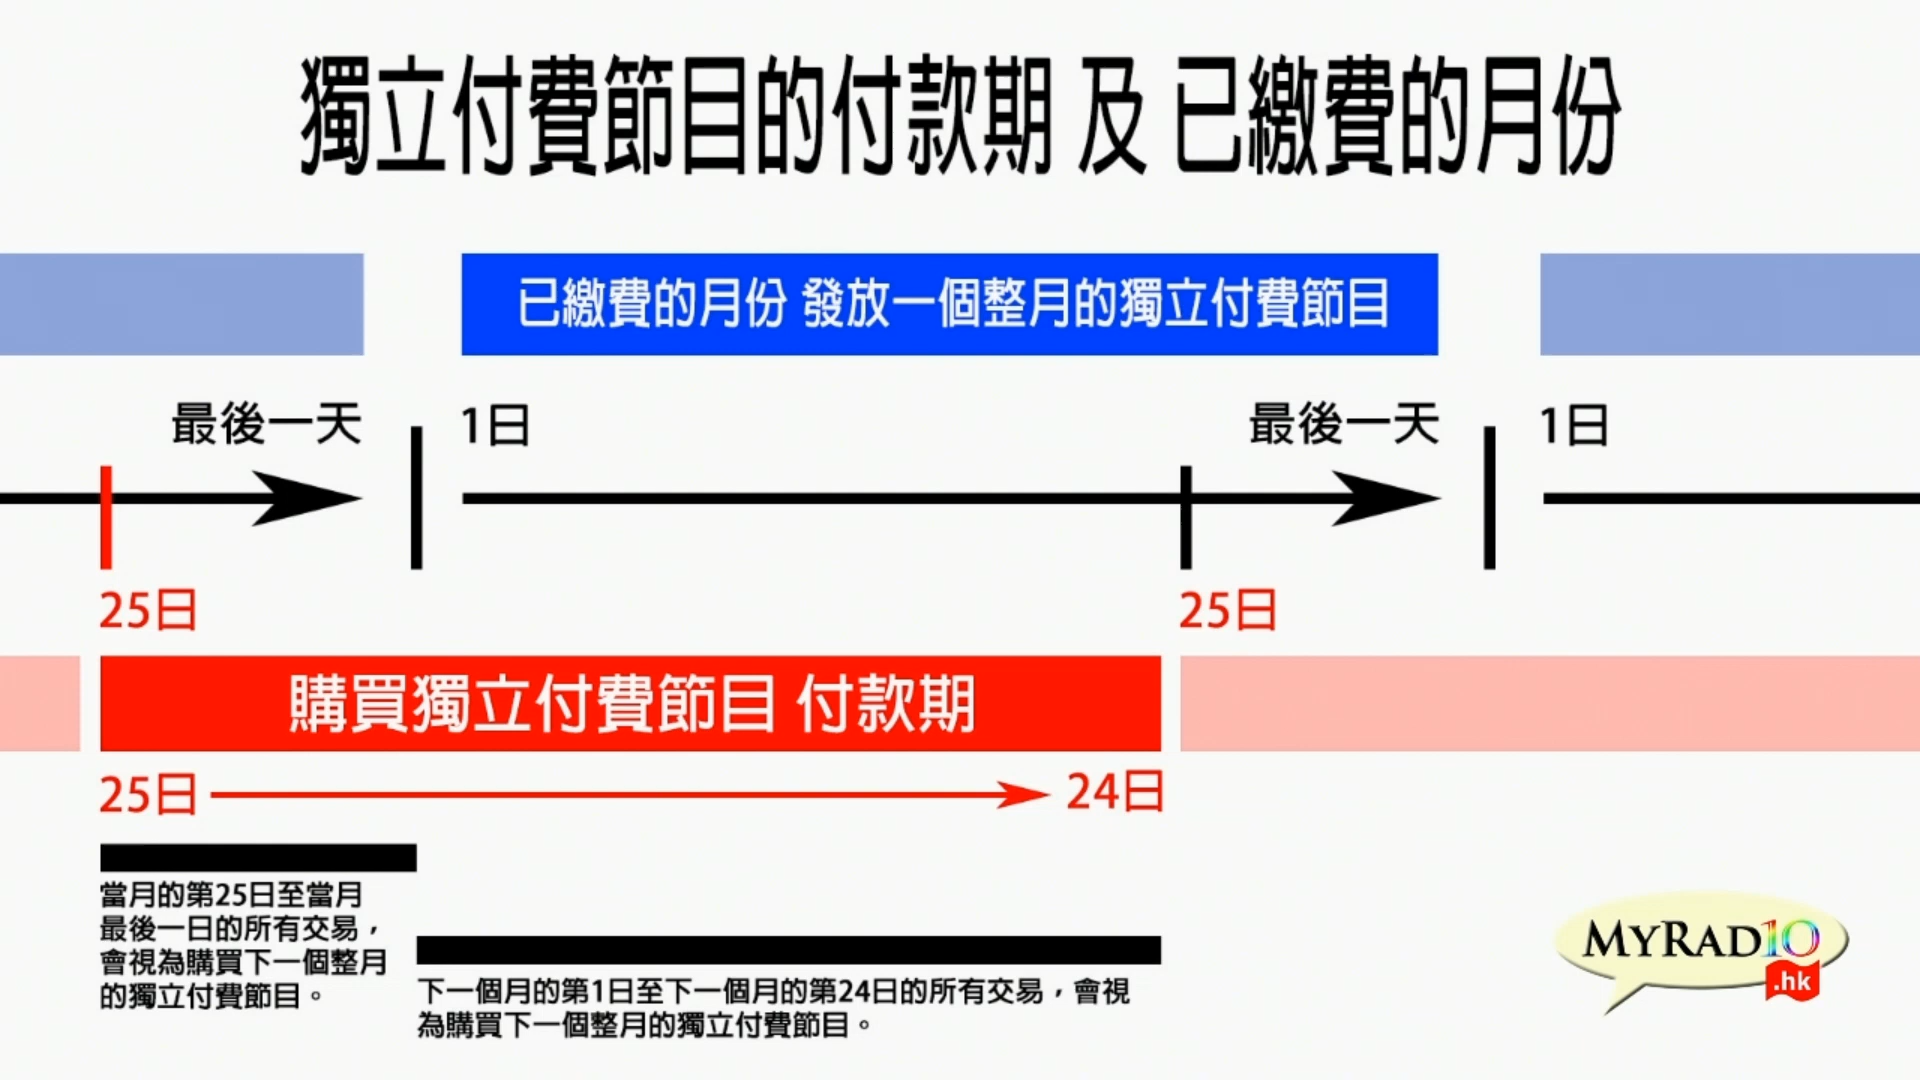 獨立付費節目的付款期 及 已繳費的月份
已繳費的月份 發放一個整月的獨立付費節目
最後一天
1日
最後一天
1日
25日
25日
購買獨立付費節目 付款期
25日
24日
當月的第25日至當月
最後一日的所有交易，
會視為購買下一個整月
的獨立付費節目。
下一個月的第1日至下一個月的第24日的所有交易，會視
為購買下一個整月的獨立付費節目。
MYRAD10
.hk